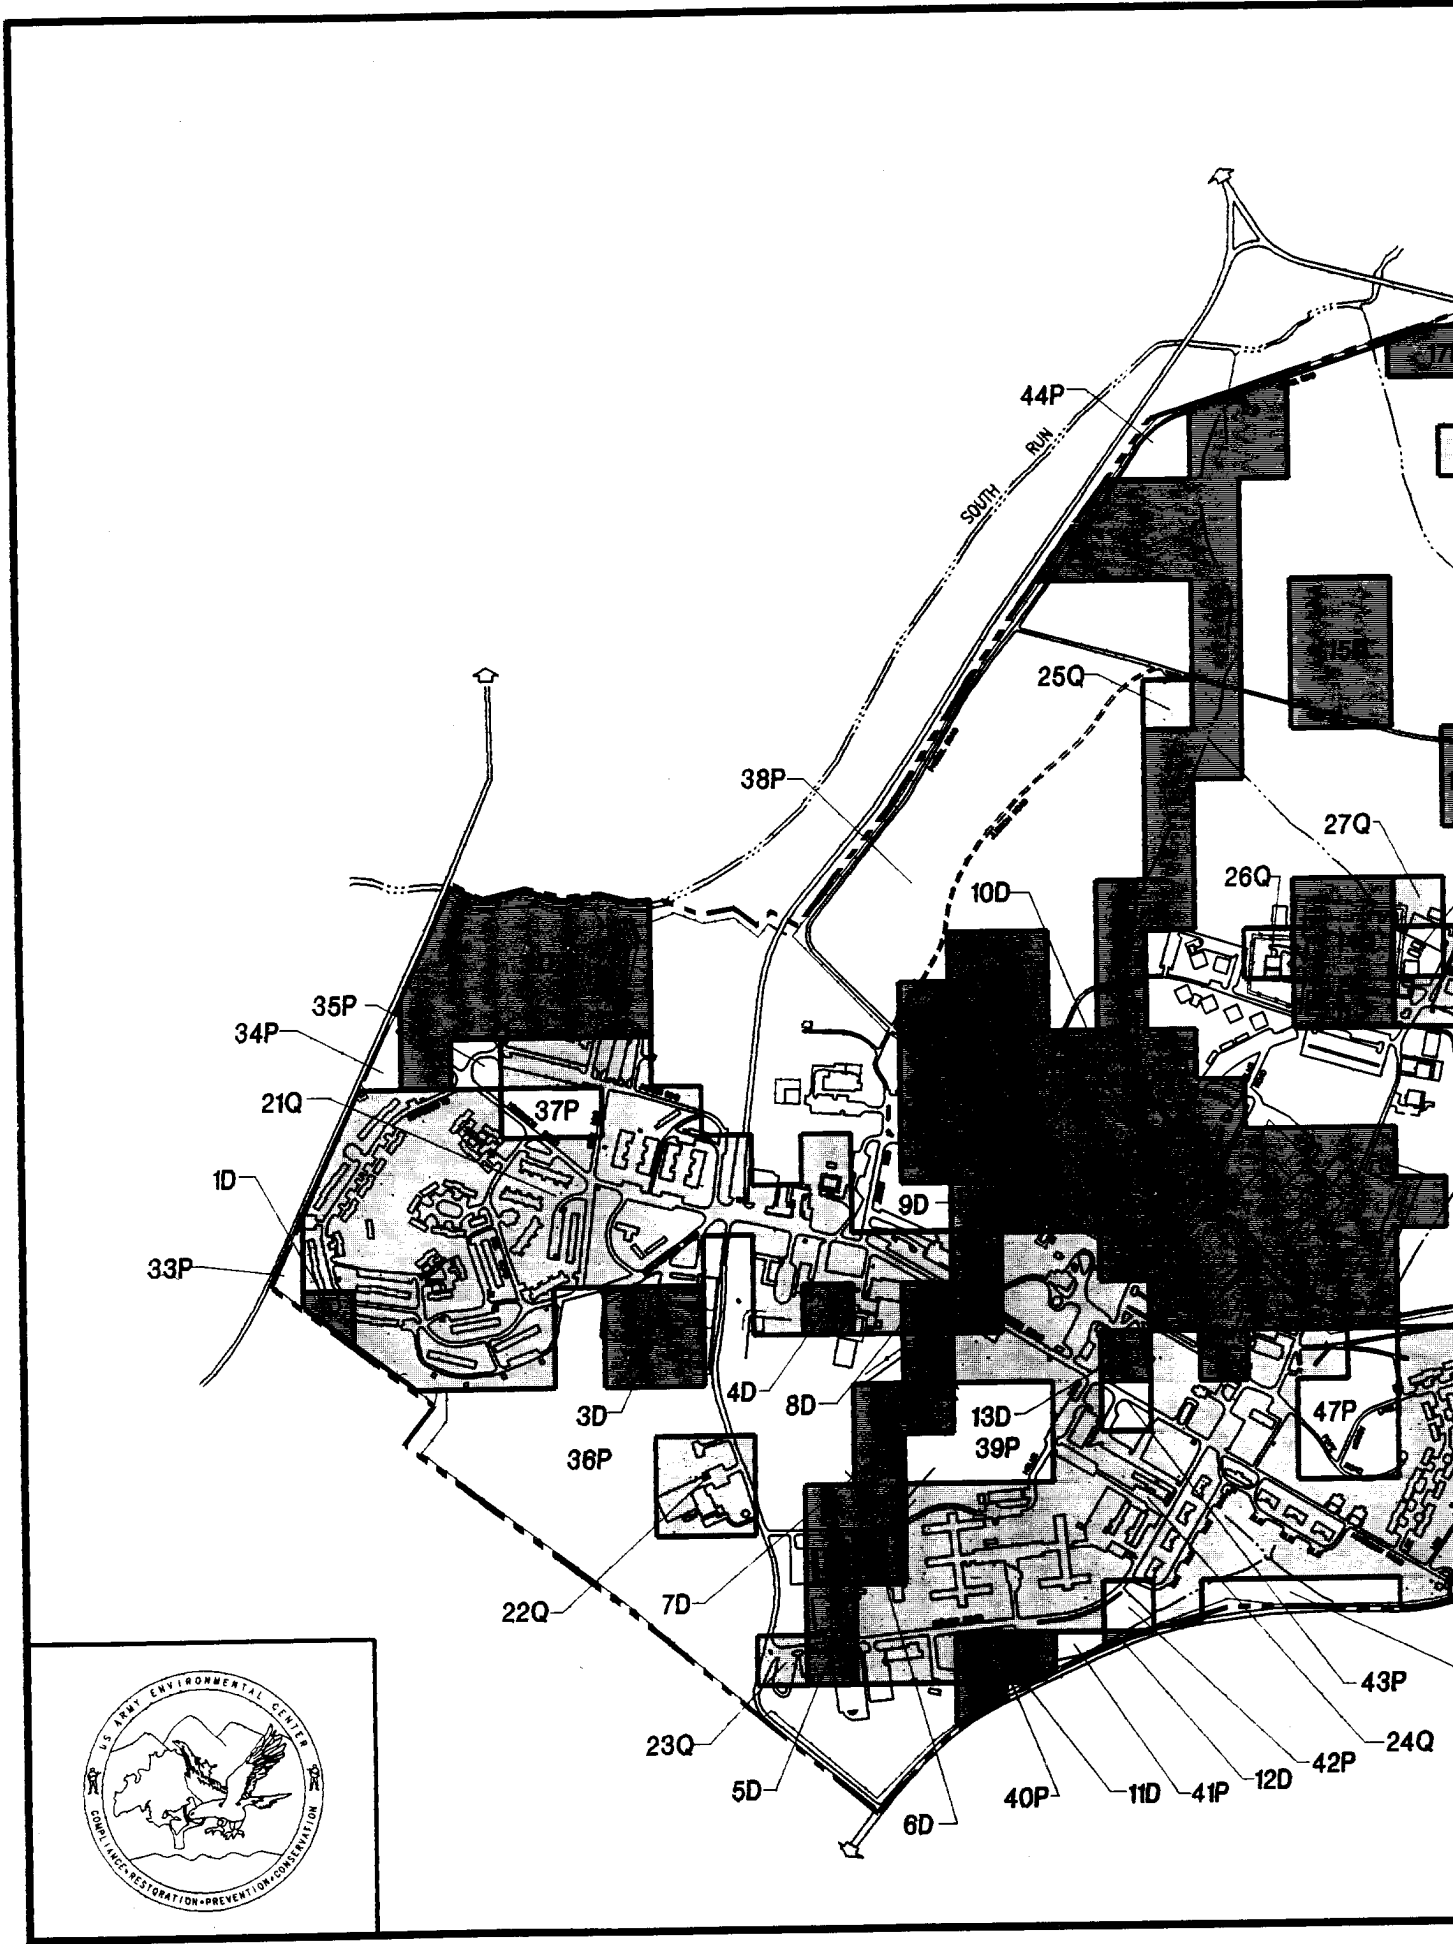 44P
SOUTH RUN
25Q
38P
27Q
26Q
10D
35P
34P
37P
21Q
1D
9D
33P
4D
8D
3D
13D
47P
39P
36P
7D
22Q
43P
24Q
23Q
42P
12D
5D
11D
41P
40P
6D
US ARMY ENVIRONMENTAL CENTER
COMPLIANCE•RESTORATION•PREVENTION•CONSERVATION